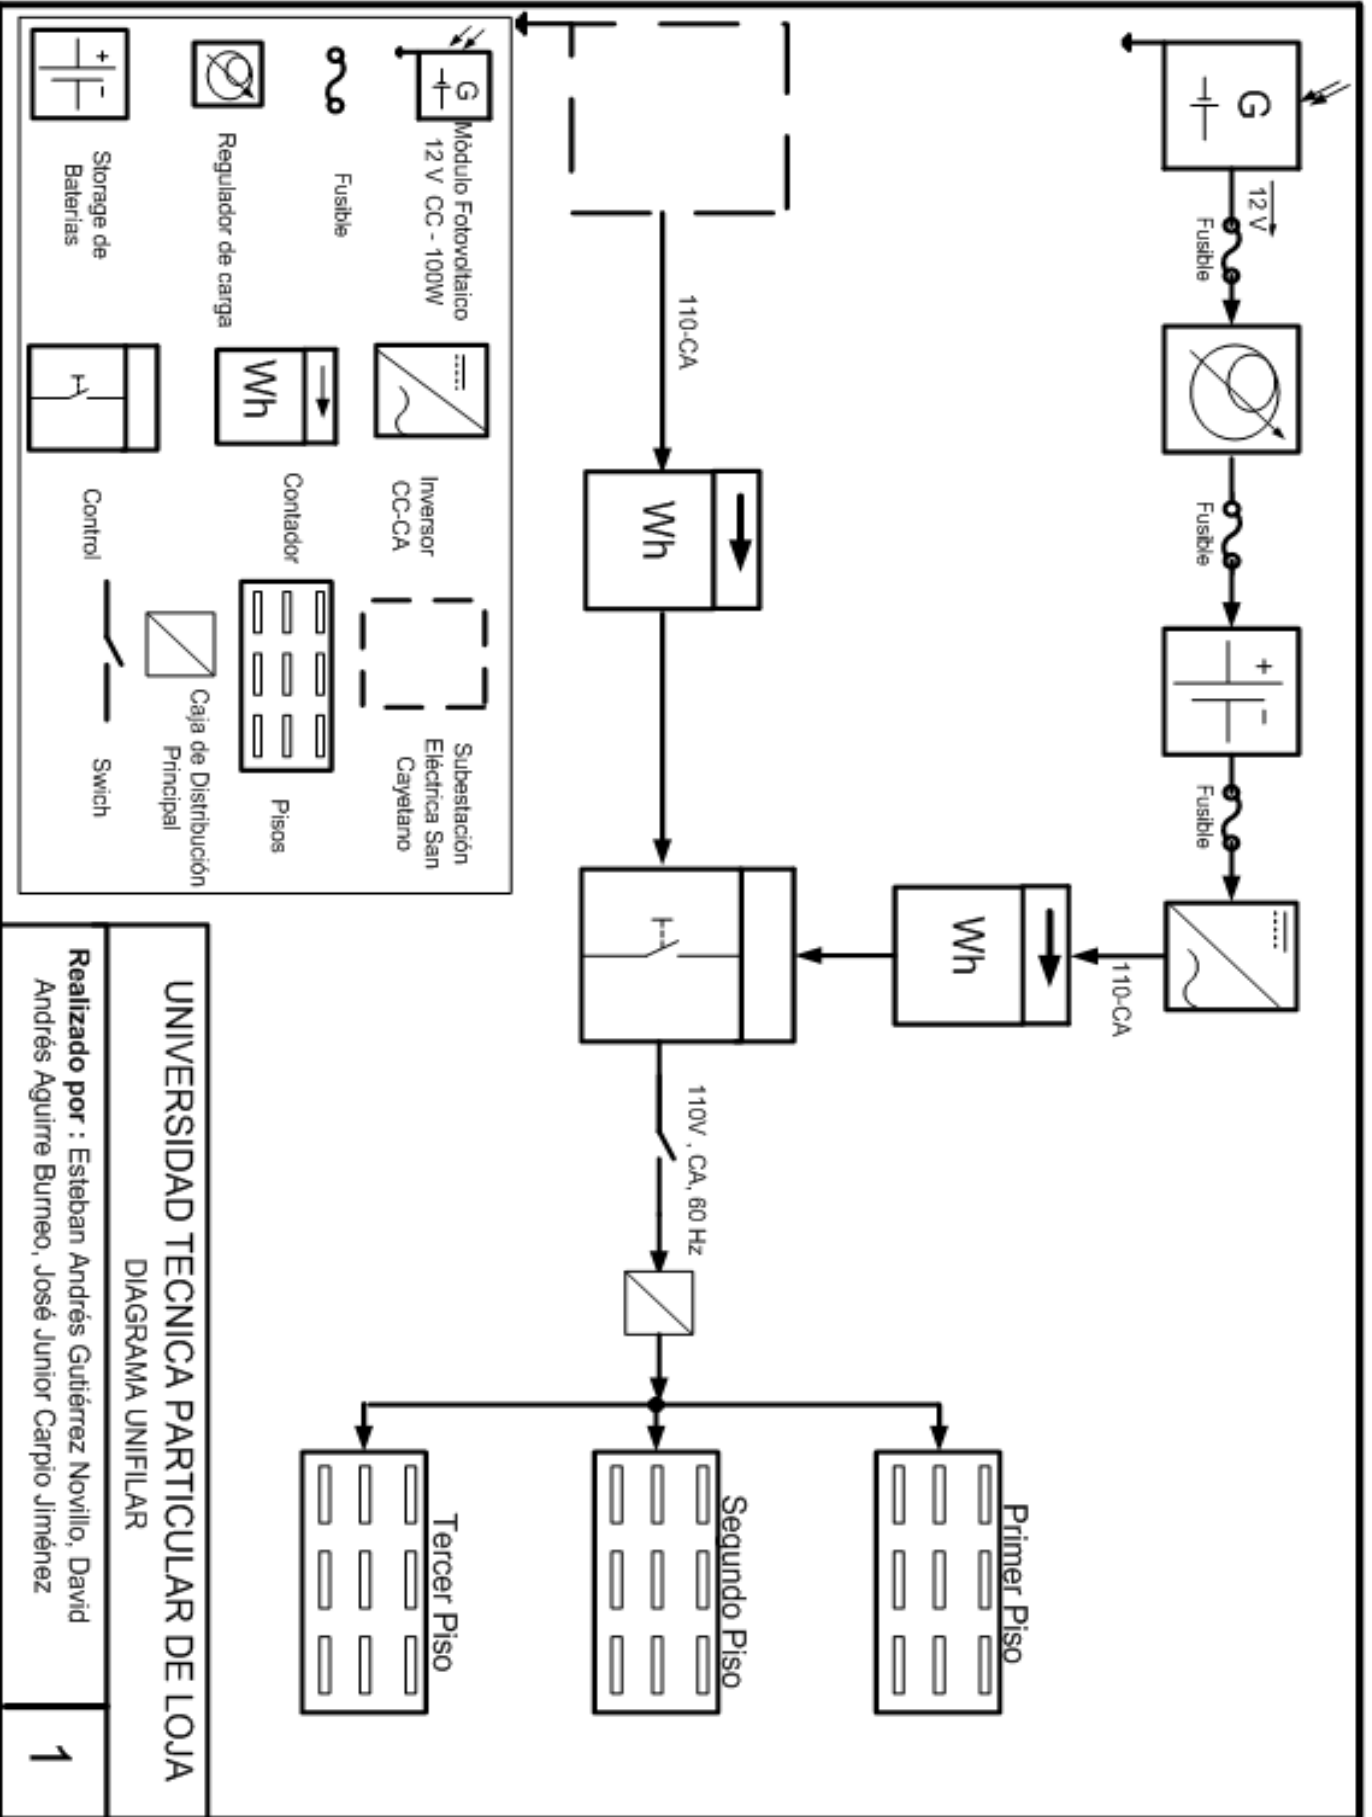 G
12 V
Fusible
Fusible
+
-
Fusible
110-CA
Wh
110-CA
Wh
110V , CA, 60 Hz
Primer Piso
Segundo Piso
Tercer Piso
G
Módulo Fotovoltaico
12 V CC - 100W
Inversor
CC-CA
Subestación
Eléctrica San
Cayetano
Fusible
Wh
Contador
Pisos
Regulador de carga
Caja de Distribución
Principal
+
-
Storage de
Baterias
Control
Swich
UNIVERSIDAD TECNICA PARTICULAR DE LOJA
DIAGRAMA UNIFILAR
Realizado por : Esteban Andrés Gutiérrez Novillo, David
Andrés Aguirre Burneo, José Junior Carpio Jiménez
1